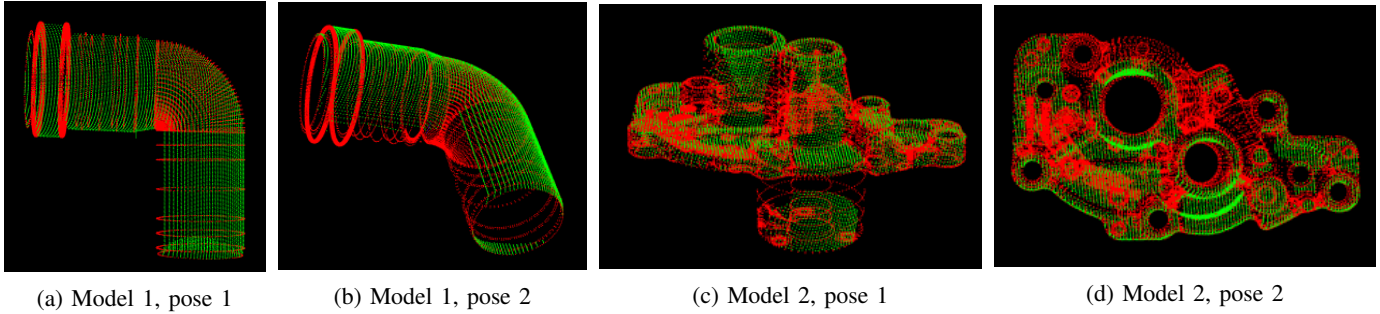 (a) Model 1, pose 1
(b) Model 1, pose 2
(c) Model 2, pose 1
(d) Model 2, pose 2